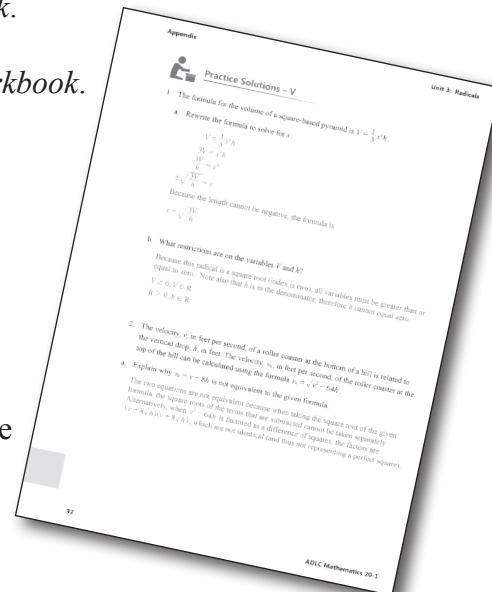 k.
rkbook.
e
Appendix
Unit 3: Radicals
Practice Solutions – V
1. The formula for the volume of a square-based pyramid is V = 1/3 s²h.
a. Rewrite the formula to solve for s.
V = 1/3 s²h
3V = s²h
3V/h = s²
±√(3V/h) = s
Because the length cannot be negative, the formula is
s = √(3V/h)
b. What restrictions are on the variables V and h?
Because this radical is a square root (index is two), all variables must be greater than or
equal to zero. Note also that h is in the denominator, therefore h cannot equal zero.
V ≥ 0, V ∈ R
h > 0, h ∈ R
2. The velocity, v, in feet per second, of a roller coaster at the bottom of a hill is related to
the vertical drop, h, in feet. The velocity, v₀, in feet per second, of the roller coaster at the
top of the hill can be calculated using the formula v₀ = √(v² – 64h).
a. Explain why v₀ = v – 8h is not equivalent to the given formula.
The two equations are not equivalent because when taking the square root of the given
formula, the square roots of the terms that are subtracted cannot be taken separately.
Alternatively, when v² – 64h is factored as a difference of squares, the factors are
(v – 8√h)(v + 8√h), which are not identical (and thus not representing a perfect square).
92
ADLC Mathematics 20-1